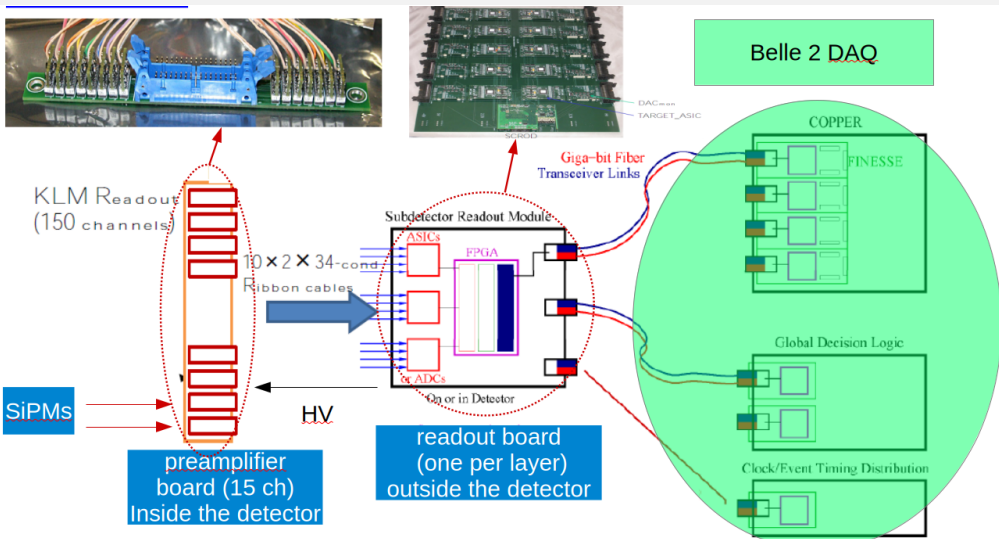 Belle 2 DAQ
DACmon
TARGET_ASIC
SCROD
COPPER
FINESSE
Giga-bit Fiber
Transceiver Links
KLM Readout
(150 channels)
Subdetector Readout Module
ASICs
FPGA
10×2×34-cond
Ribbon cables
or ADCs
On or in Detector
Global Decision Logic
SiPMs
HV
preamplifier
board (15 ch)
Inside the detector
readout board
(one per layer)
outside the detector
Clock/Event Timing Distribution